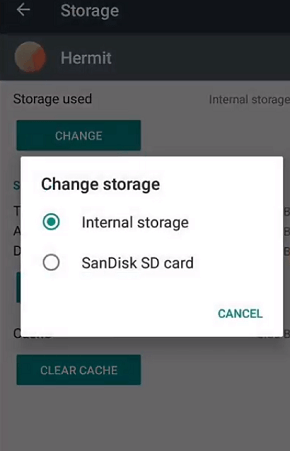 Storage
Hermit
Storage used
Internal storage
CHANGE
Change storage
Internal storage
SanDisk SD card
CANCEL
CLEAR CACHE